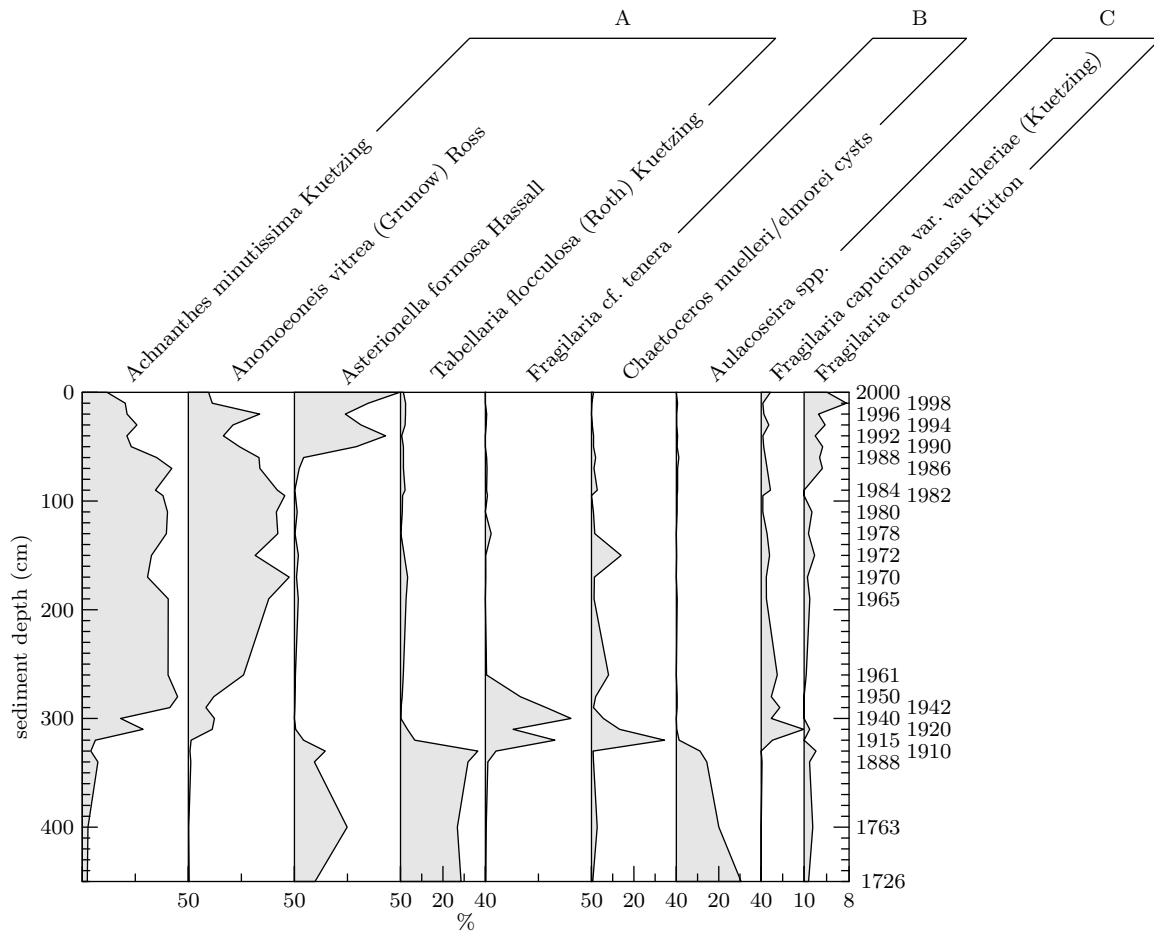 A B C
Achnanthes minutissima Kuetzing
Anomoeoneis vitrea (Grunow) Ross
Asterionella formosa Hassall
Tabellaria flocculosa (Roth) Kuetzing
Fragilaria cf. tenera
Chaetoceros muelleri/elmorei cysts
Aulacoseira spp.
Fragilaria capucina var. vaucheriae (Kuetzing)
Fragilaria crotonensis Kitton
sediment depth (cm)
0
100
200
300
400
2000
1998
1996
1994
1992
1990
1988
1986
1984
1982
1980
1978
1972
1970
1965
1961
1950
1942
1940
1920
1915
1910
1888
1763
1726
50 50 50 20 40 50 20 40 20 40 10 8
%